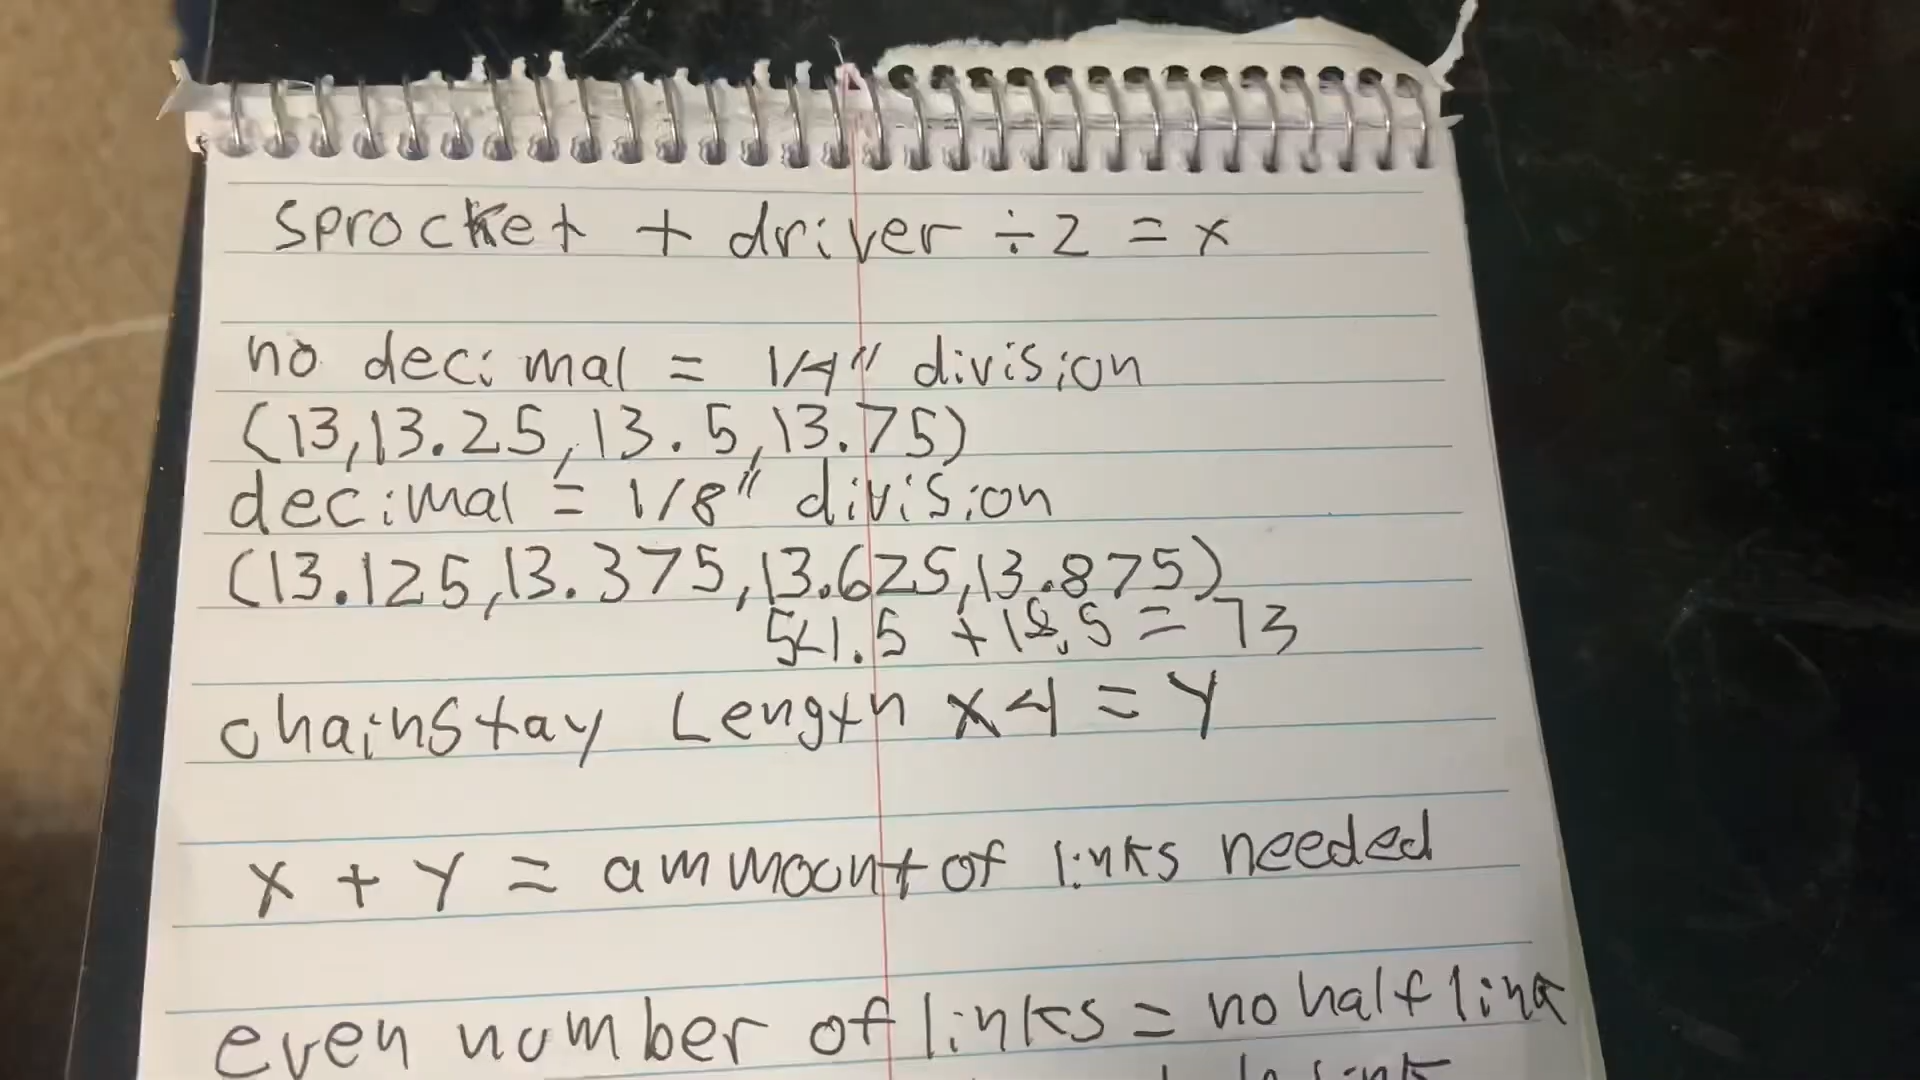 sprocket + driver ÷ 2 = x
no decimal = 1/4" division
(13,13.25,13.5,13.75)
decimal = 1/8" division
(13.125,13.375,13.625,13.875)
54.5 + 18.5 = 73
chainstay Length x 4 = Y
X + Y = ammount of links needed
even number of links = no half link